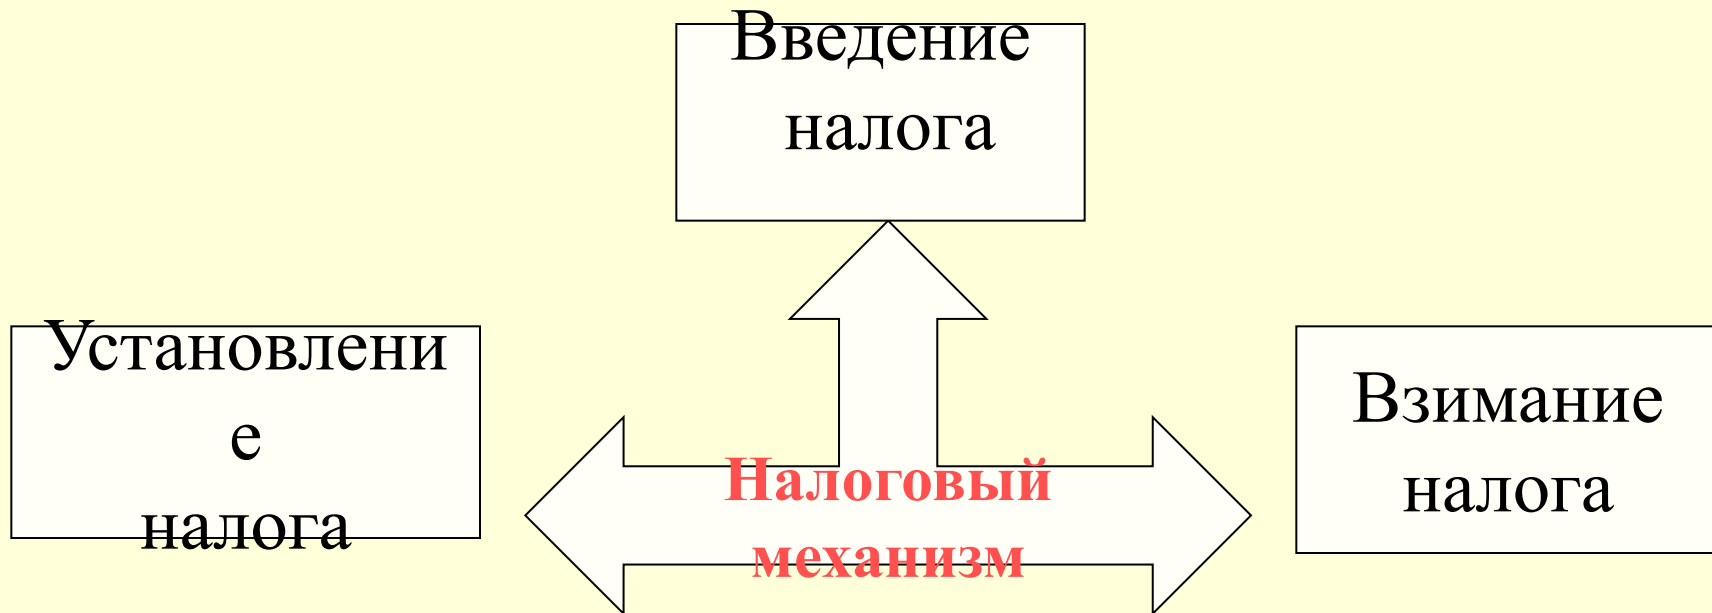 Введение
налога
Установлени
е
налога
Взимание
налога
Налоговый
механизм